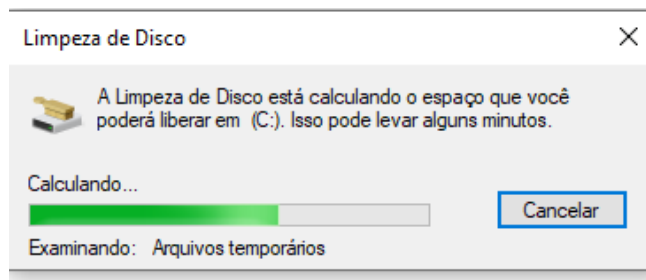 Limpeza de Disco
A Limpeza de Disco está calculando o espaço que você
poderá liberar em  (C:). Isso pode levar alguns minutos.
Calculando...
Cancelar
Examinando:   Arquivos temporários